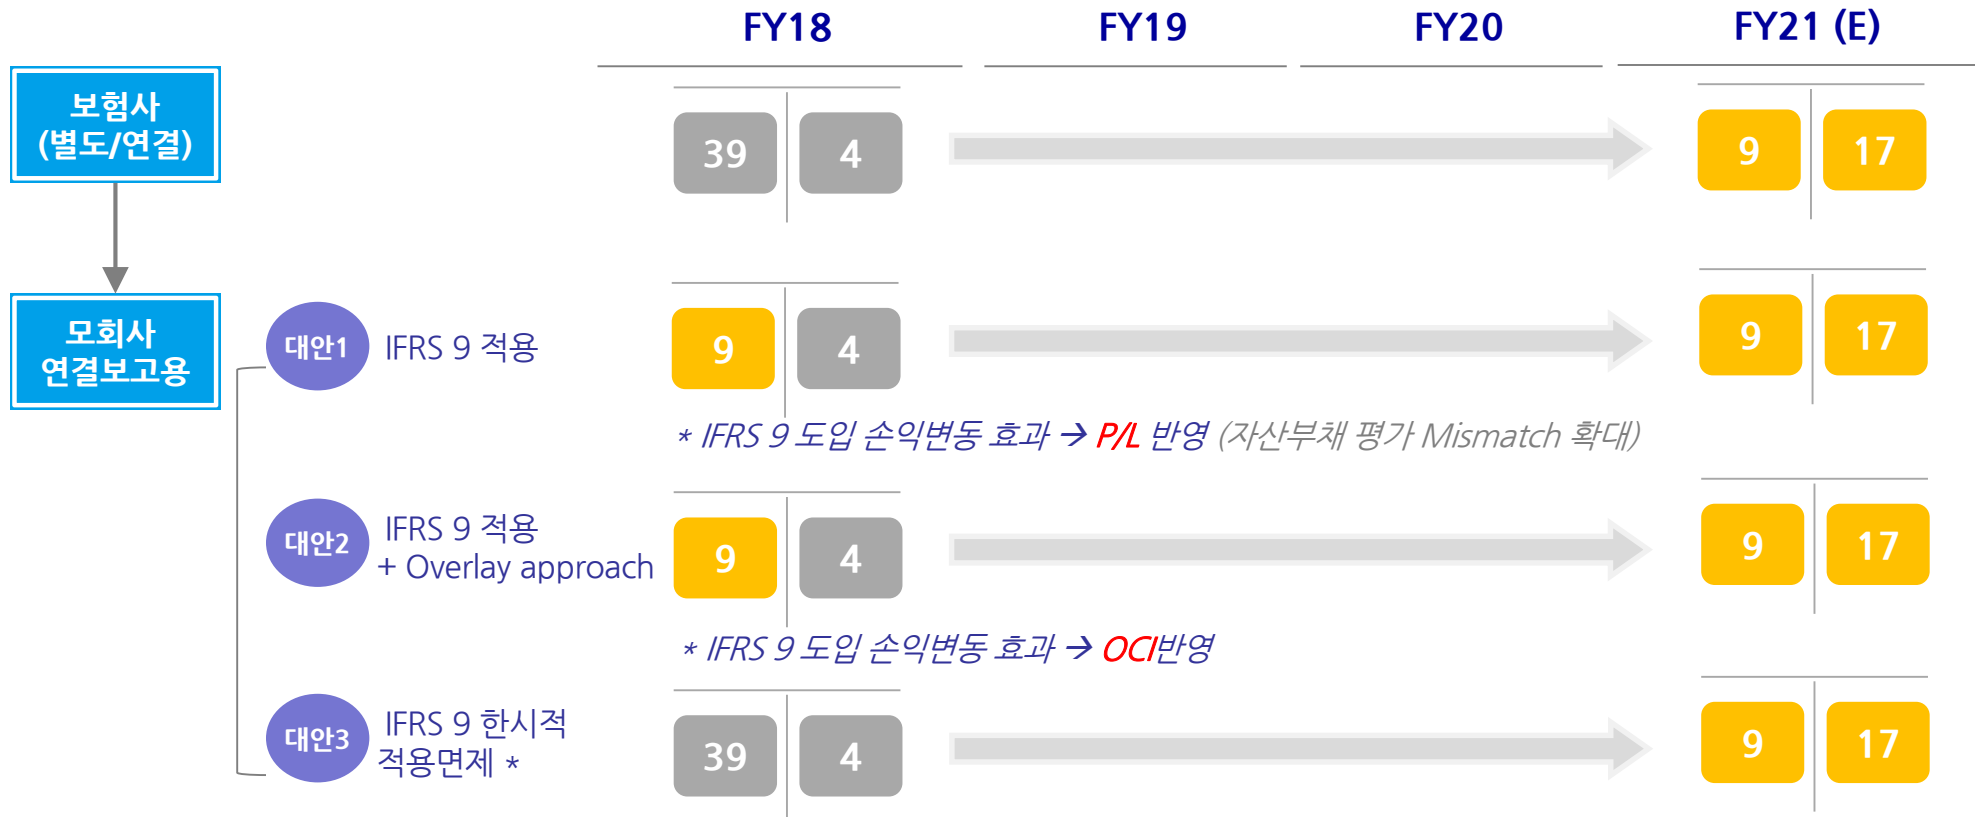 FY18 FY19 FY20 FY21 (E)
보험사
(별도/연결)
39 4 9 17
모회사
연결보고용
대안1 IFRS 9 적용
9 4 9 17
* IFRS 9 도입 손익변동 효과 → P/L 반영 (자산부채 평가 Mismatch 확대)
대안2 IFRS 9 적용
+ Overlay approach
9 4 9 17
* IFRS 9 도입 손익변동 효과 → OCI반영
대안3 IFRS 9 한시적
적용면제 *
39 4 9 17